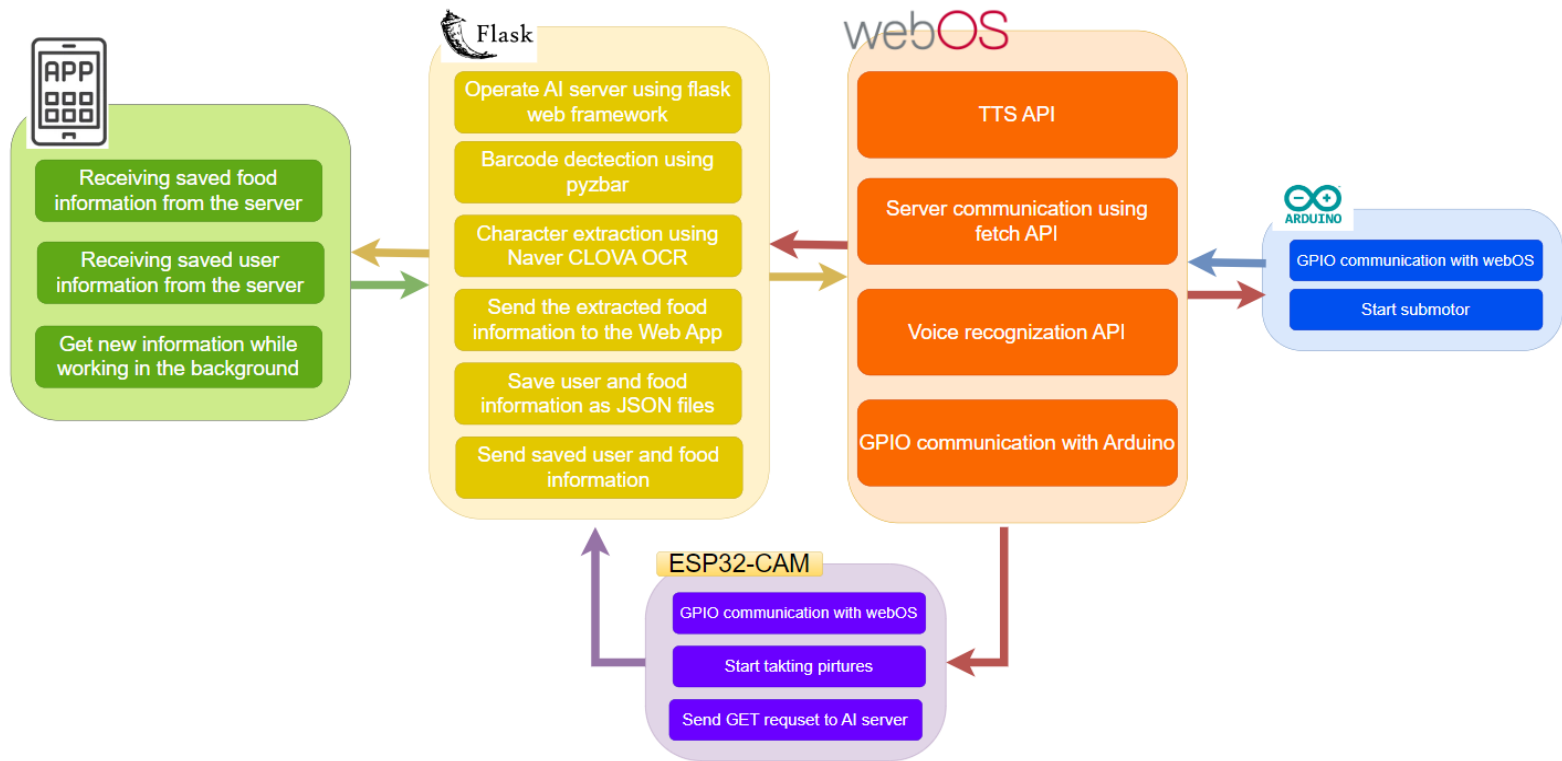 APP
Receiving saved food
information from the server
Receiving saved user
information from the server
Get new information while
working in the background
Flask
Operate AI server using flask
web framework
Barcode dectection using
pyzbar
Character extraction using
Naver CLOVA OCR
Send the extracted food
information to the Web App
Save user and food
information as JSON files
Send saved user and food
information
webOS
TTS API
Server communication using
fetch API
Voice recognization API
GPIO communication with Arduino
ARDUINO
GPIO communication with webOS
Start submotor
ESP32-CAM
GPIO communication with webOS
Start takting pirtures
Send GET requset to AI server